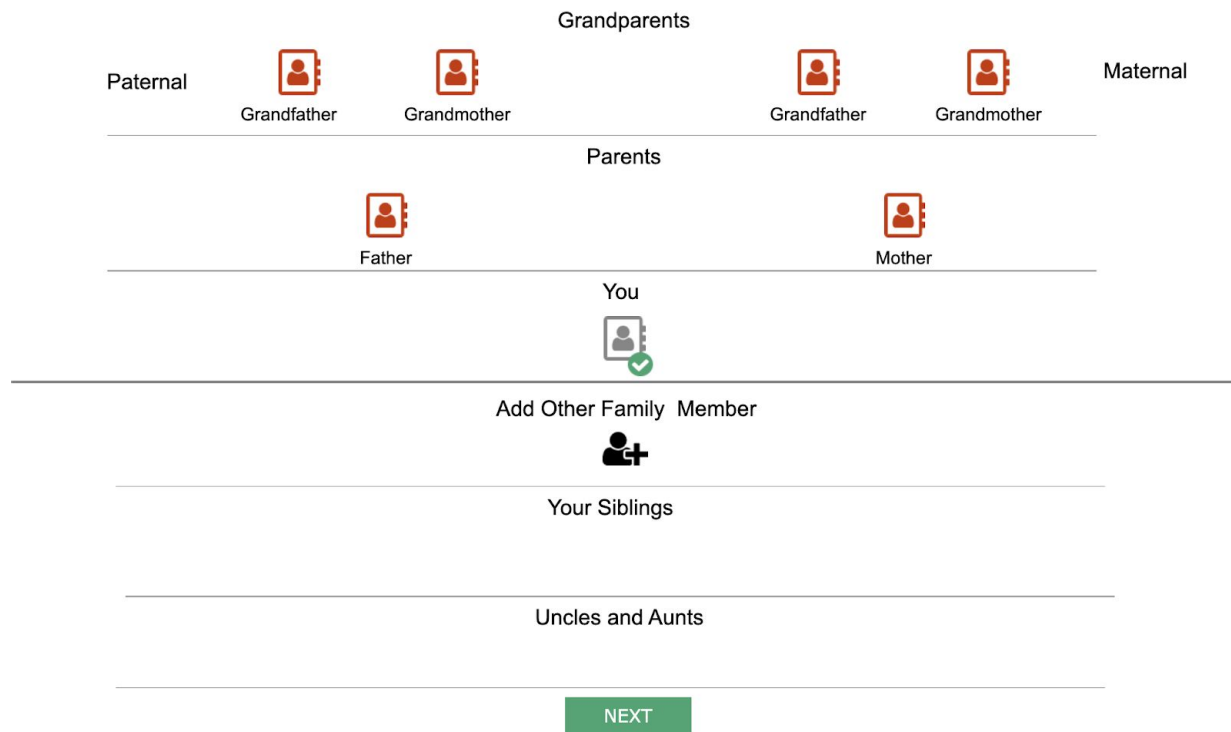 Grandparents
Paternal
Maternal
Grandfather
Grandmother
Grandfather
Grandmother
Parents
Father
Mother
You
Add Other Family Member
Your Siblings
Uncles and Aunts
NEXT